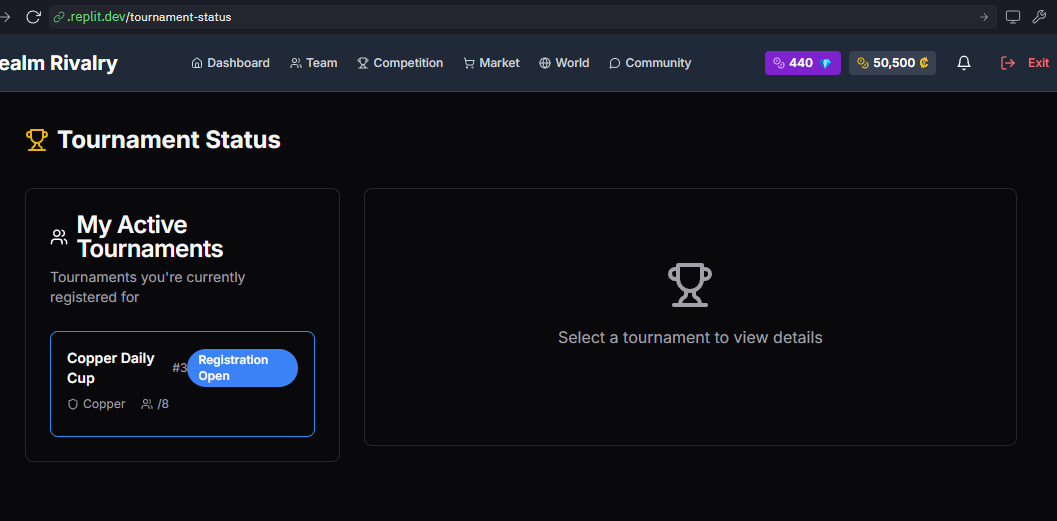 .replit.dev/tournament-status
ealm Rivalry
Dashboard
Team
Competition
Market
World
Community
440
50,500 ₡
Exit
Tournament Status
My Active
Tournaments
Tournaments you're currently
registered for
Copper Daily
Cup
#3
Registration
Open
Copper
/8
Select a tournament to view details